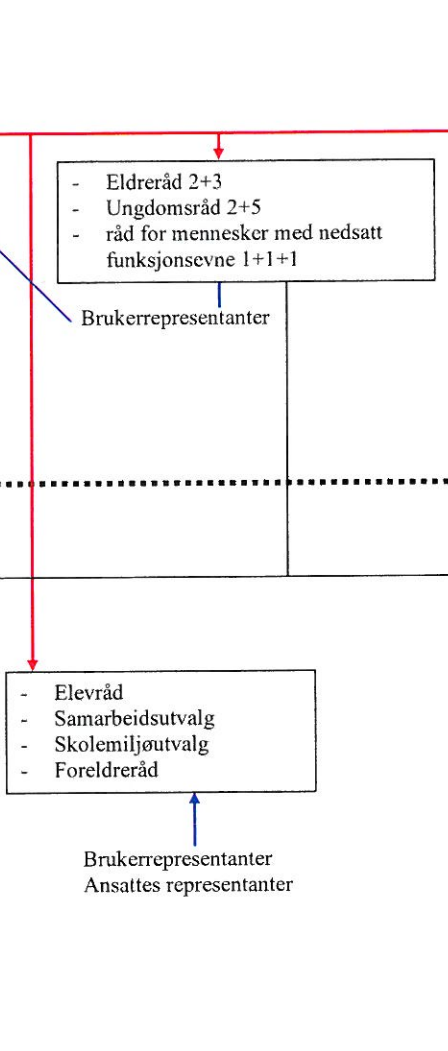 - Eldreråd 2+3
- Ungdomsråd 2+5
- råd for mennesker med nedsatt
funksjonsevne 1+1+1
Brukerrepresentanter
- Elevråd
- Samarbeidsutvalg
- Skolemiljøutvalg
- Foreldreråd
Brukerrepresentanter
Ansattes representanter